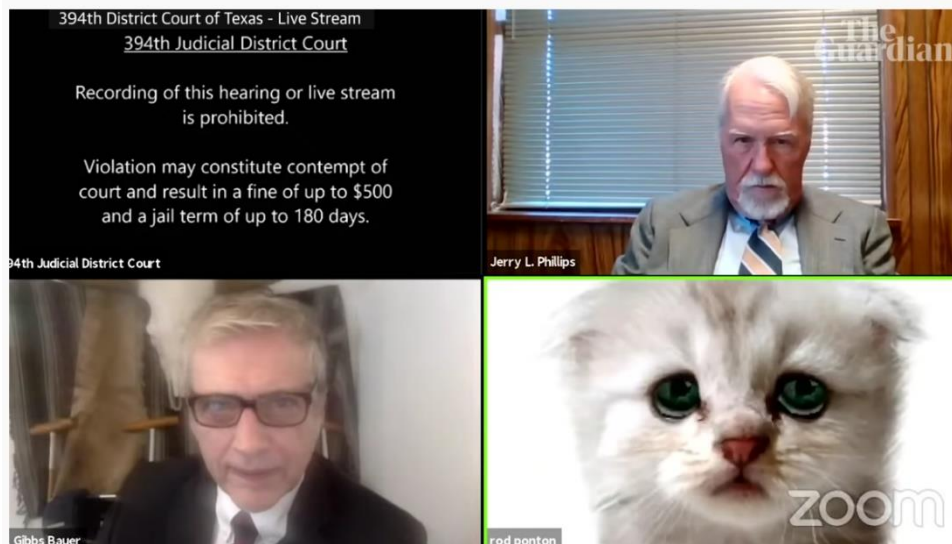 394th District Court of Texas - Live Stream
394th Judicial District Court
Recording of this hearing or live stream
is prohibited.
Violation may constitute contempt of
court and result in a fine of up to $500
and a jail term of up to 180 days.
94th Judicial District Court
The
Guardian
Jerry L. Phillips
Gibbs Bauer
rod ponton
zoom